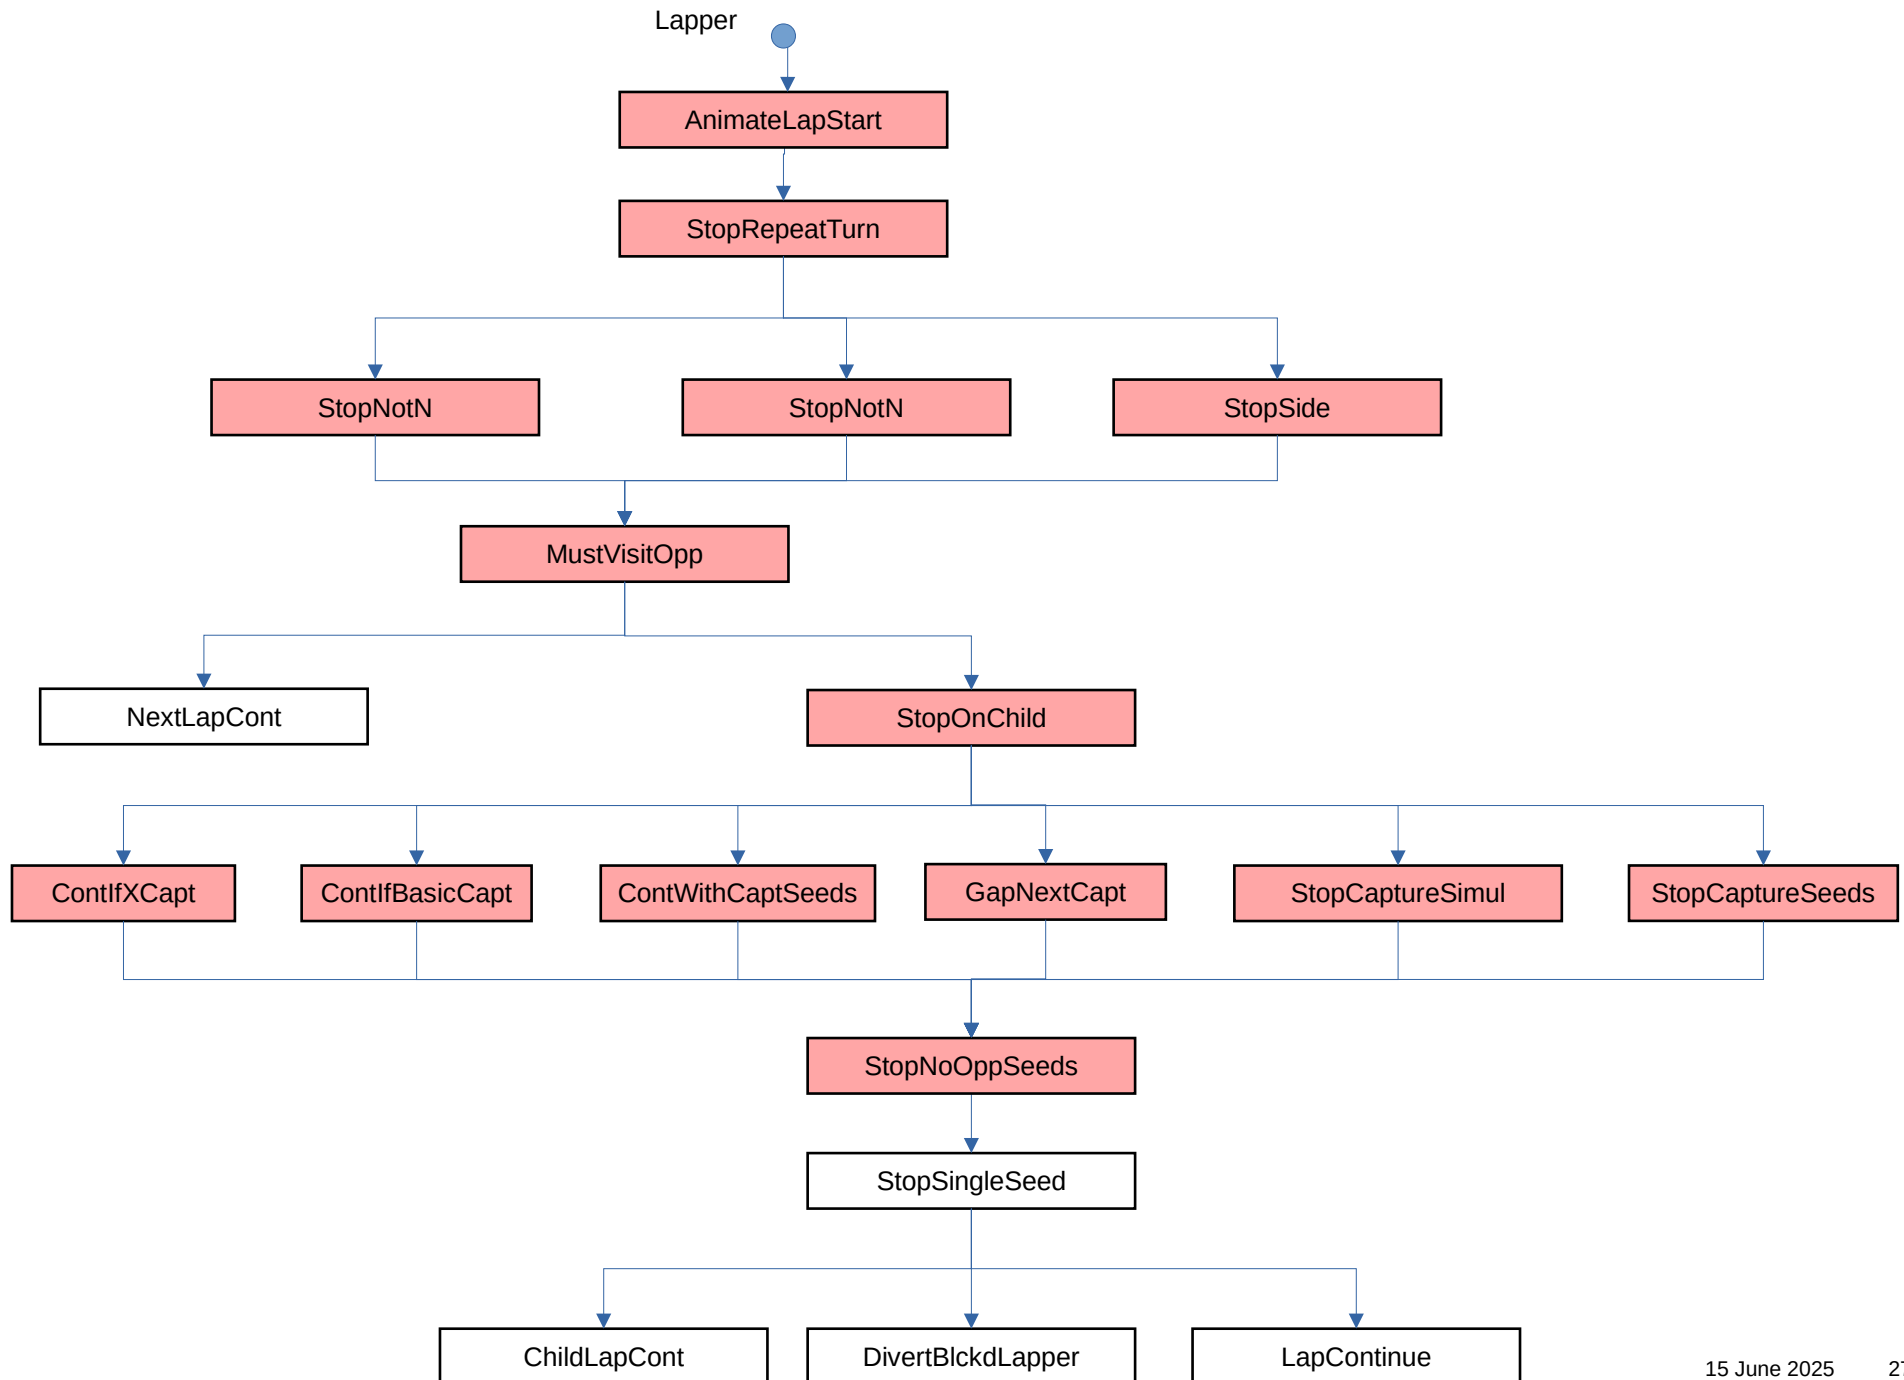 Lapper
AnimateLapStart
StopRepeatTurn
StopNotN StopNotN StopSide
MustVisitOpp
NextLapCont StopOnChild
ContIfXCapt ContIfBasicCapt ContWithCaptSeeds GapNextCapt StopCaptureSimul StopCaptureSeeds
StopNoOppSeeds
StopSingleSeed
ChildLapCont DivertBlckdLapper LapContinue
15 June 2025